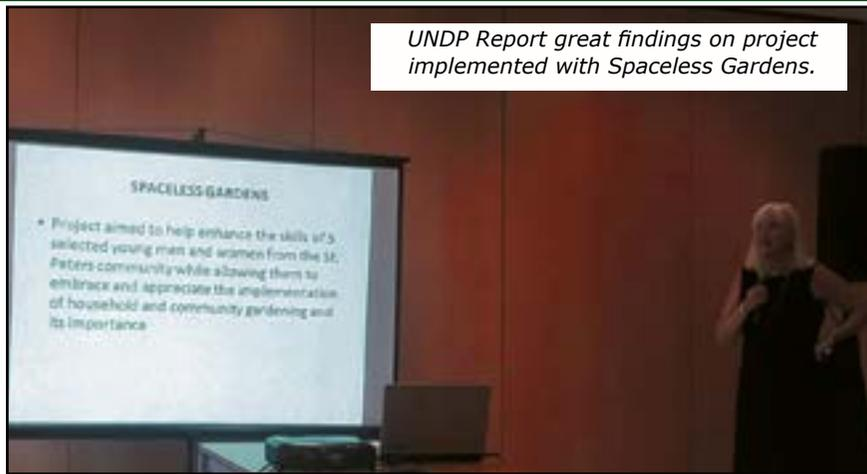 UNDP Report great findings on project
implemented with Spaceless Gardens.
SPACELESS GARDENS
• Project aimed to help enhance the skills of 5
selected young men and women from the St.
Peters community while allowing them to
embrace and appreciate the implementation
of household and community gardening and
its importance